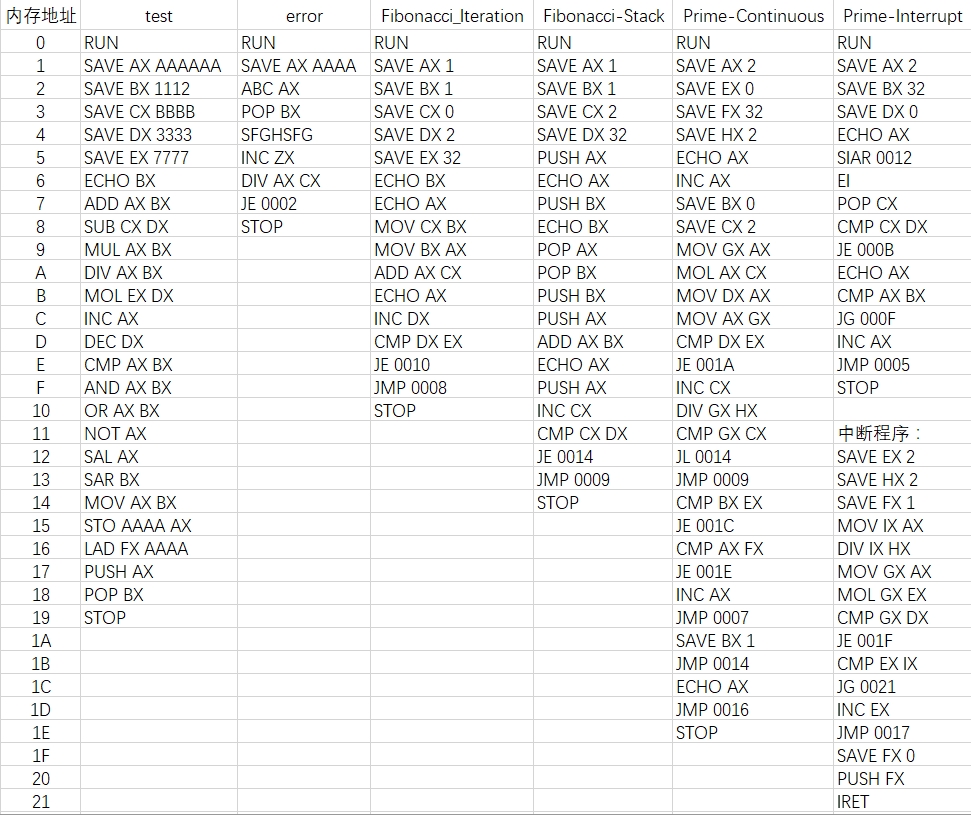 内存地址 test error Fibonacci_Iteration Fibonacci-Stack Prime-Continuous Prime-Interrupt
0 RUN RUN RUN RUN RUN RUN
1 SAVE AX AAAAAA SAVE AX AAAA SAVE AX 1 SAVE AX 1 SAVE AX 2 SAVE AX 2
2 SAVE BX 1112 ABC AX SAVE BX 1 SAVE BX 1 SAVE EX 0 SAVE BX 32
3 SAVE CX BBBB POP BX SAVE CX 0 SAVE CX 2 SAVE FX 32 SAVE DX 0
4 SAVE DX 3333 SFGHSFG SAVE DX 2 SAVE DX 32 SAVE HX 2 ECHO AX
5 SAVE EX 7777 INC ZX SAVE EX 32 PUSH AX ECHO AX SIAR 0012
6 ECHO BX DIV AX CX ECHO BX ECHO AX INC AX EI
7 ADD AX BX JE 0002 ECHO AX PUSH BX SAVE BX 0 POP CX
8 SUB CX DX STOP MOV CX BX ECHO BX SAVE CX 2 CMP CX DX
9 MUL AX BX MOV BX AX POP AX MOV GX AX JE 000B
A DIV AX BX ADD AX CX POP BX MOL AX CX ECHO AX
B MOL EX DX ECHO AX PUSH BX MOV DX AX CMP AX BX
C INC AX INC DX PUSH AX MOV AX GX JG 000F
D DEC DX CMP DX EX ADD AX BX CMP DX EX INC AX
E CMP AX BX JE 0010 ECHO AX JE 001A JMP 0005
F AND AX BX JMP 0008 PUSH AX INC CX STOP
10 OR AX BX STOP INC CX DIV GX HX
11 NOT AX CMP CX DX CMP GX CX 中断程序：
12 SAL AX JE 0014 JL 0014 SAVE EX 2
13 SAR BX JMP 0009 JMP 0009 SAVE HX 2
14 MOV AX BX STOP CMP BX EX SAVE FX 1
15 STO AAAA AX JE 001C MOV IX AX
16 LAD FX AAAA CMP AX FX DIV IX HX
17 PUSH AX JE 001E MOV GX AX
18 POP BX INC AX MOL GX EX
19 STOP JMP 0007 CMP GX DX
1A SAVE BX 1 JE 001F
1B JMP 0014 CMP EX IX
1C ECHO AX JG 0021
1D JMP 0016 INC EX
1E STOP JMP 0017
1F SAVE FX 0
20 PUSH FX
21 IRET